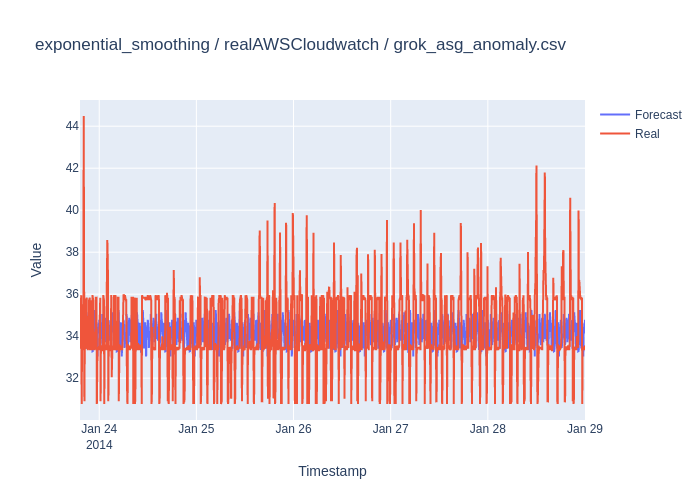 exponential_smoothing / realAWSCloudwatch / grok_asg_anomaly.csv
Forecast
Real
44
42
40
38
36
34
32
Value
Jan 24 Jan 25 Jan 26 Jan 27 Jan 28 Jan 29
2014
Timestamp